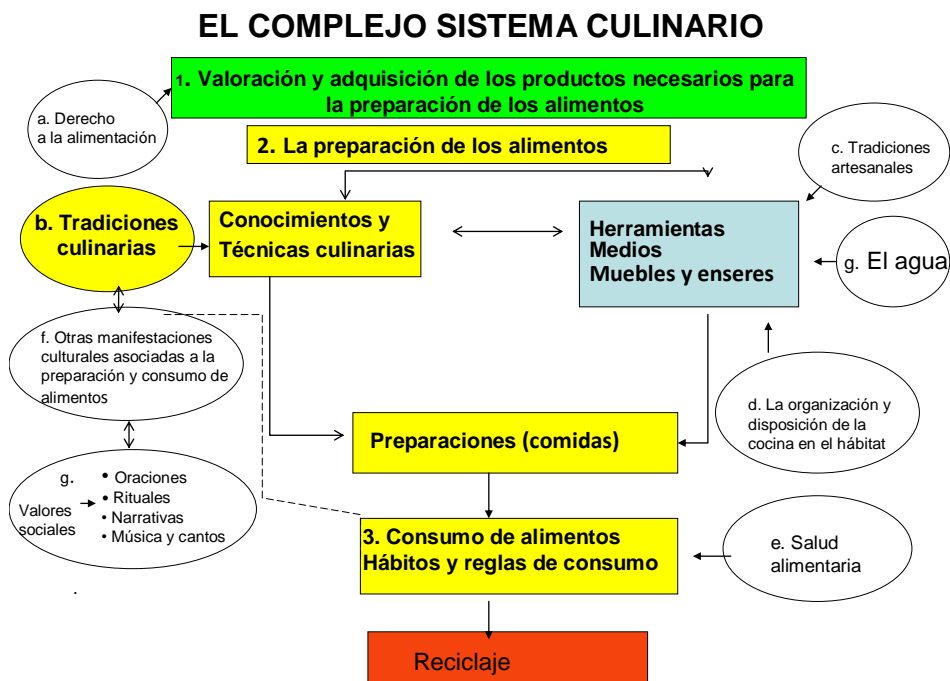 EL COMPLEJO SISTEMA CULINARIO
1. Valoración y adquisición de los productos necesarios para
la preparación de los alimentos
a. Derecho
a la alimentación
2. La preparación de los alimentos
c. Tradiciones
artesanales
b. Tradiciones
culinarias
Conocimientos y
Técnicas culinarias
Herramientas
Medios
Muebles y enseres
g. El agua
f. Otras manifestaciones
culturales asociadas a la
preparación y consumo de
alimentos
d. La organización y
disposición de la
cocina en el hábitat
Preparaciones (comidas)
g.
Valores
sociales
• Oraciones
• Rituales
• Narrativas
• Música y cantos
3. Consumo de alimentos
Hábitos y reglas de consumo
e. Salud
alimentaria
.
Reciclaje